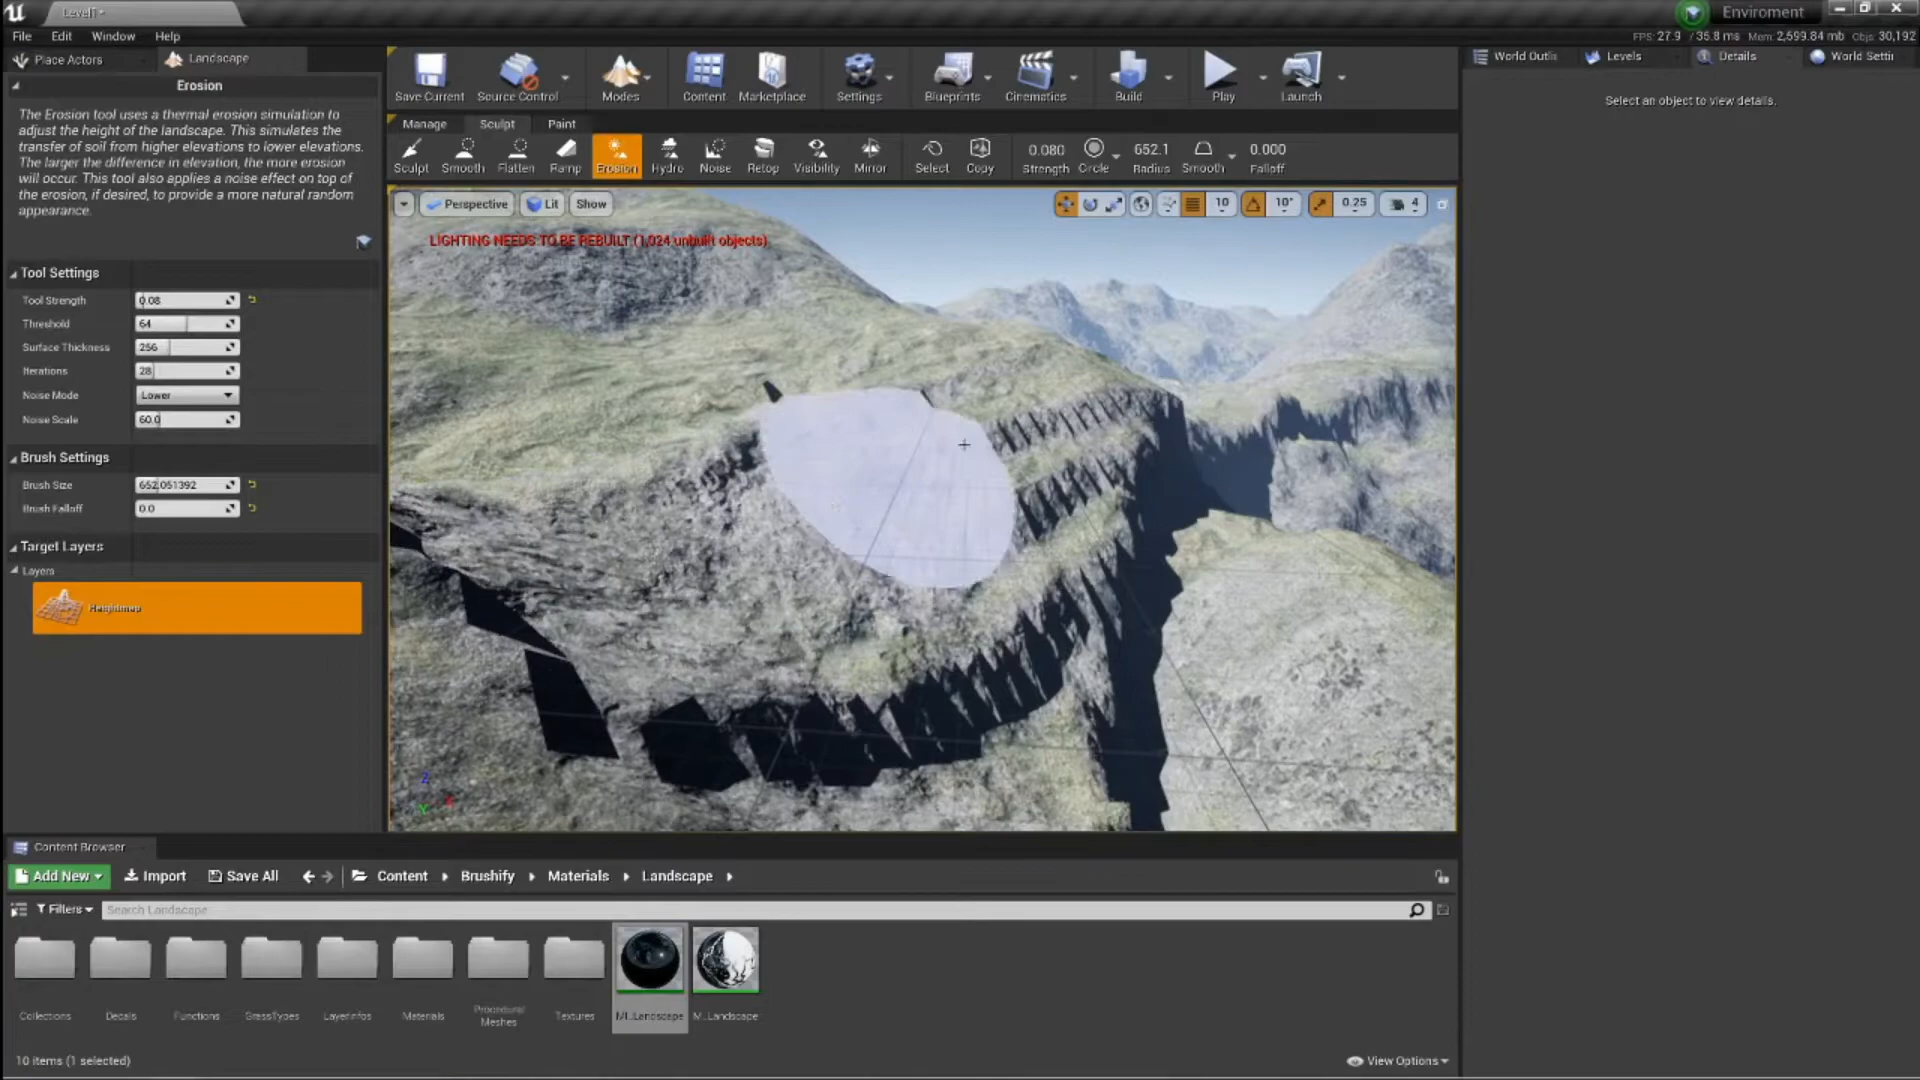 Level1*
Enviroment
File Edit Window Help
FPS: 27.9 / 35.8 ms Mem: 2,599.84 mb Objs: 30,192
Place Actors
Landscape
World Outlin
Levels
Details
World Settin
Erosion
The Erosion tool uses a thermal erosion simulation to
adjust the height of the landscape. This simulates the
transfer of soil from higher elevations to lower elevations.
The larger the difference in elevation, the more erosion
will occur. This tool also applies a noise effect on top of
the erosion, if desired, to provide a more natural random
appearance.
Save Current
Source Control
Modes
Content
Marketplace
Settings
Blueprints
Cinematics
Build
Play
Launch
Select an object to view details.
Manage Sculpt Paint
Sculpt
Smooth
Flatten
Ramp
Erosion
Hydro
Noise
Retop
Visibility
Mirror
Select
Copy
0.080
Strength
Circle
652.1
Radius
Smooth
0.000
Falloff
Perspective
Lit
Show
10
10°
0.25
4
LIGHTING NEEDS TO BE REBUILT (1,024 unbuilt objects)
Tool Settings
Tool Strength 0.08
Threshold 64
Surface Thickness 256
Iterations 28
Noise Mode Lower
Noise Scale 60.0
Brush Settings
Brush Size 652.051392
Brush Falloff 0.0
Target Layers
Layers
Heightmap
Z
Y
X
Content Browser
Add New
Import
Save All
Content
Brushify
Materials
Landscape
Filters
Search Landscape
Collections
Decals
Functions
GrassTypes
LayerInfos
Materials
Procedural
Meshes
Textures
MI_Landscape
M_Landscape
10 items (1 selected)
View Options